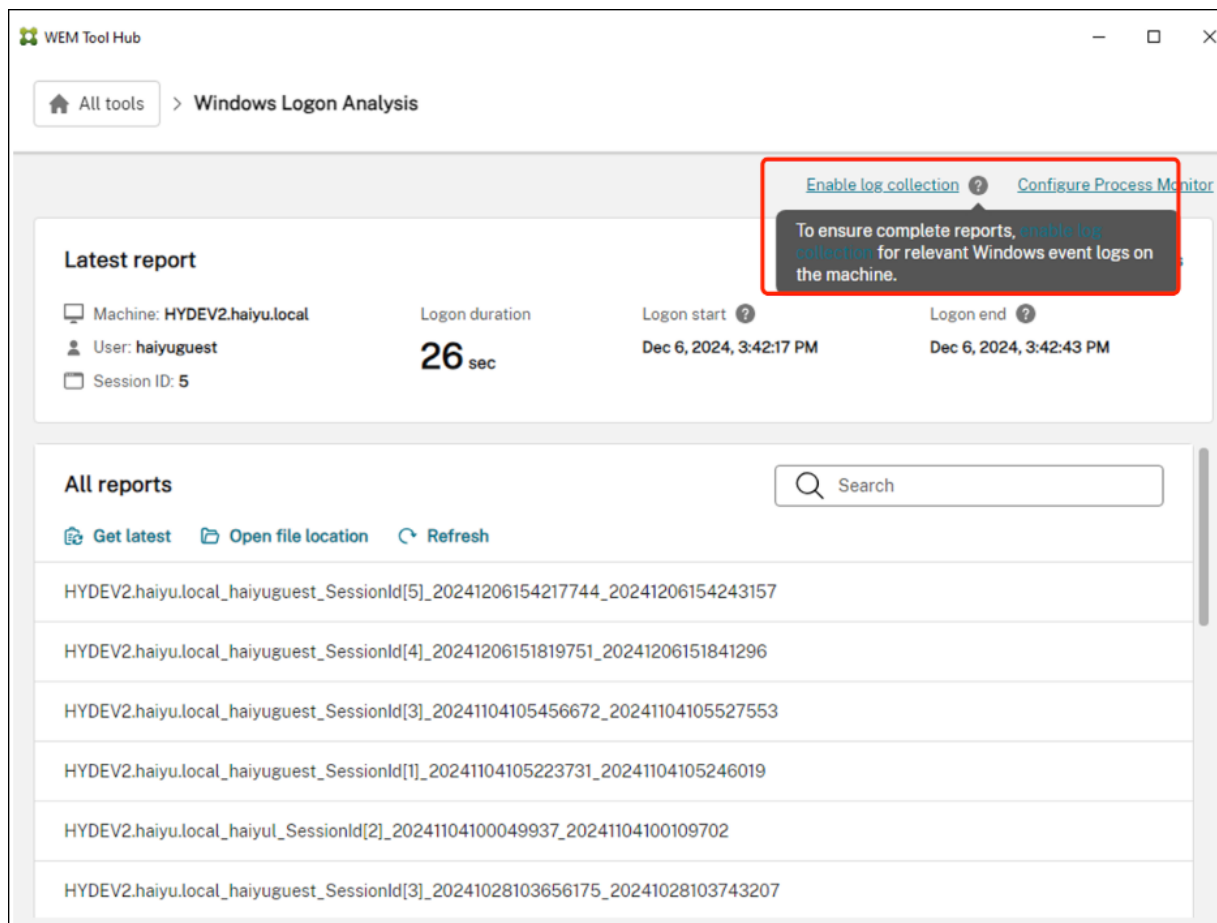 WEM Tool Hub
All tools > Windows Logon Analysis
Enable log collection ? Configure Process Monitor
To ensure complete reports, enable log
collection for relevant Windows event logs on
the machine.
Latest report
Machine: HYDEV2.haiyu.local
User: haiyuguest
Session ID: 5
Logon duration
26 sec
Logon start ?
Dec 6, 2024, 3:42:17 PM
Logon end ?
Dec 6, 2024, 3:42:43 PM
All reports
Search
Get latest Open file location Refresh
HYDEV2.haiyu.local_haiyuguest_SessionId[5]_20241206154217744_20241206154243157
HYDEV2.haiyu.local_haiyuguest_SessionId[4]_20241206151819751_20241206151841296
HYDEV2.haiyu.local_haiyuguest_SessionId[3]_20241104105456672_20241104105527553
HYDEV2.haiyu.local_haiyuguest_SessionId[1]_20241104105223731_20241104105246019
HYDEV2.haiyu.local_haiyul_SessionId[2]_20241104100049937_20241104100109702
HYDEV2.haiyu.local_haiyuguest_SessionId[3]_20241028103656175_20241028103743207